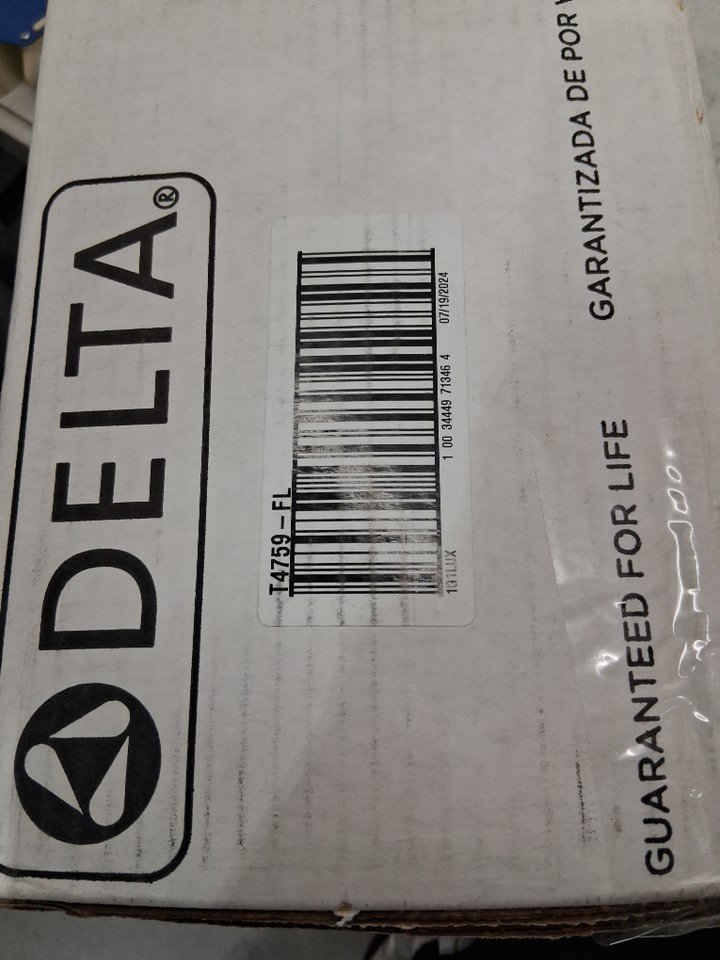 DELTA®
T4759-FL
1 00 34449 71346 4
07/19/2024
GUARANTEED FOR LIFE
GARANTIZADA DE POR